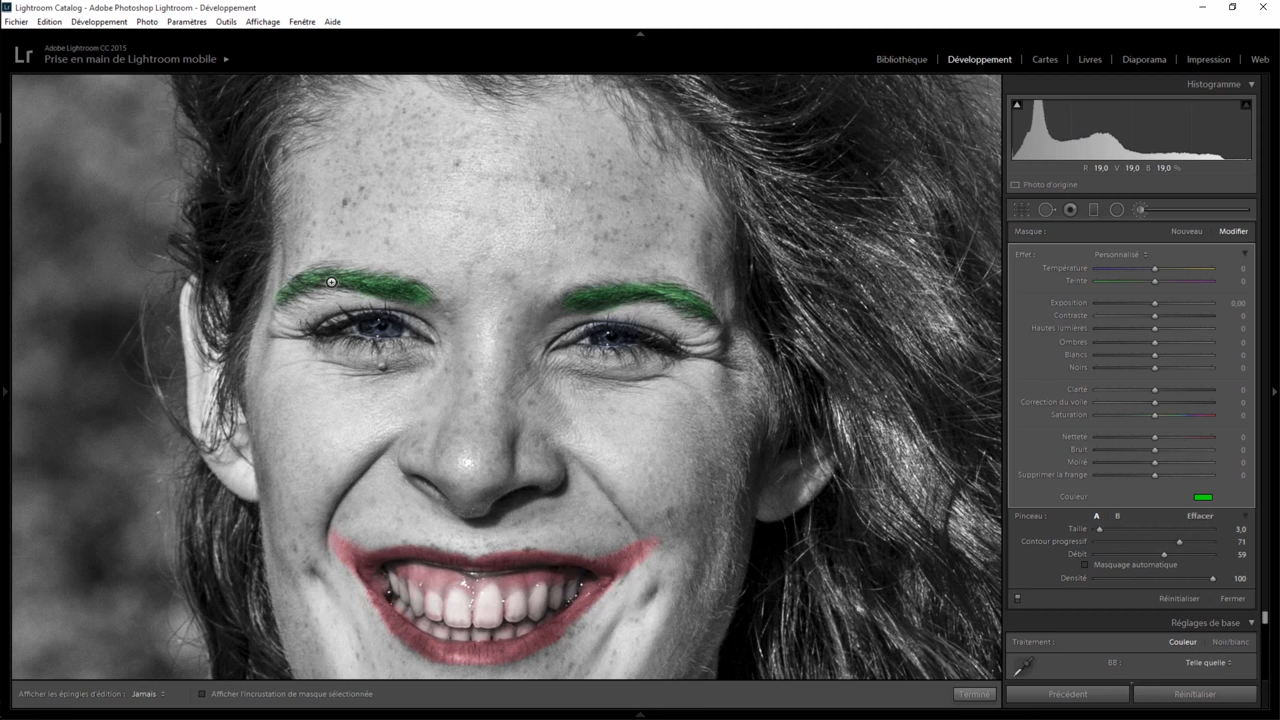 Lightroom Catalog - Adobe Photoshop Lightroom - Développement
Fichier Edition Développement Photo Paramètres Outils Affichage Fenêtre Aide
Lr
Adobe Lightroom CC 2015
Prise en main de Lightroom mobile
Bibliothèque | Développement | Cartes | Livres | Diaporama | Impression | Web
Histogramme
R 19,0 V 19,0 B 19,0 %
Photo d'origine
Masque : Nouveau Modifier
Effet : Personnalisé
Température 0
Teinte 0
Exposition 0,00
Contraste 0
Hautes lumières 0
Ombres 0
Blancs 0
Noirs 0
Clarté 0
Correction du voile 0
Saturation 0
Netteté 0
Bruit 0
Moiré 0
Supprimer la frange 0
Couleur
Pinceau : A B Effacer
Taille 3,0
Contour progressif 71
Débit 59
Masquage automatique
Densité 100
Réinitialiser Fermer
Réglages de base
Traitement : Couleur Noir/blanc
BB : Telle quelle
Afficher les épingles d'édition : Jamais Afficher l'incrustation de masque sélectionnée Terminé
Précédent Réinitialiser